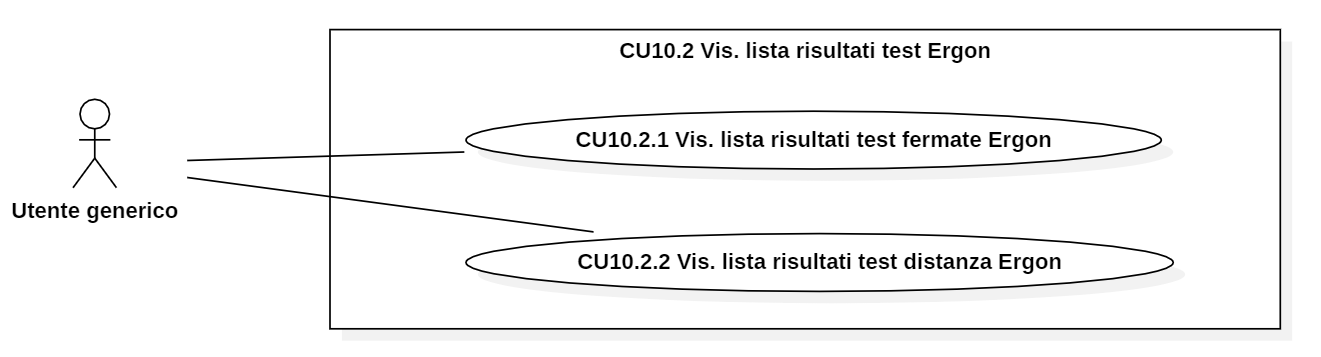 CU10.2 Vis. lista risultati test Ergon
CU10.2.1 Vis. lista risultati test fermate Ergon
Utente generico
CU10.2.2 Vis. lista risultati test distanza Ergon